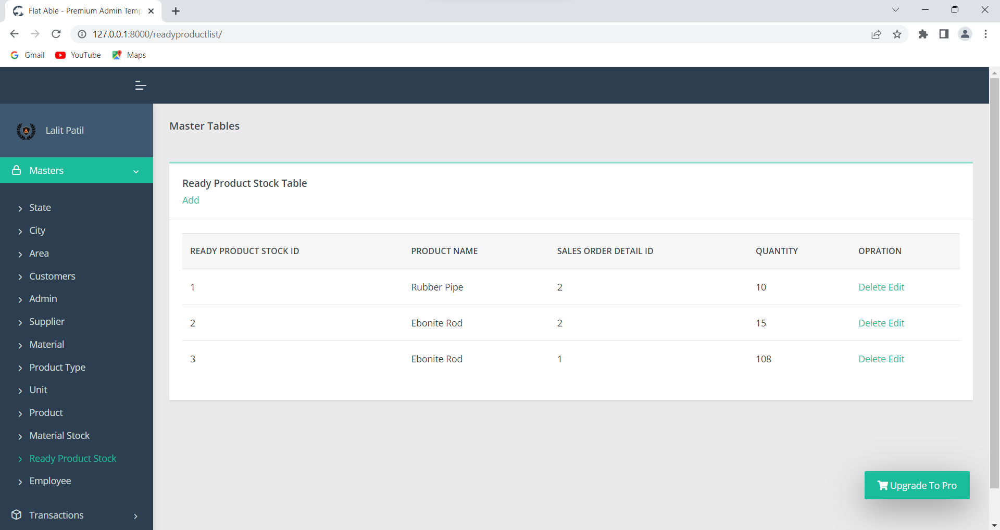 Flat Able - Premium Admin Temp
127.0.0.1:8000/readyproductlist/
Gmail YouTube Maps
Lalit Patil
Masters
State
City
Area
Customers
Admin
Supplier
Material
Product Type
Unit
Product
Material Stock
Ready Product Stock
Employee
Transactions
Master Tables
Ready Product Stock Table
Add
READY PRODUCT STOCK ID PRODUCT NAME SALES ORDER DETAIL ID QUANTITY OPRATION
1 Rubber Pipe 2 10 Delete Edit
2 Ebonite Rod 2 15 Delete Edit
3 Ebonite Rod 1 108 Delete Edit
Upgrade To Pro